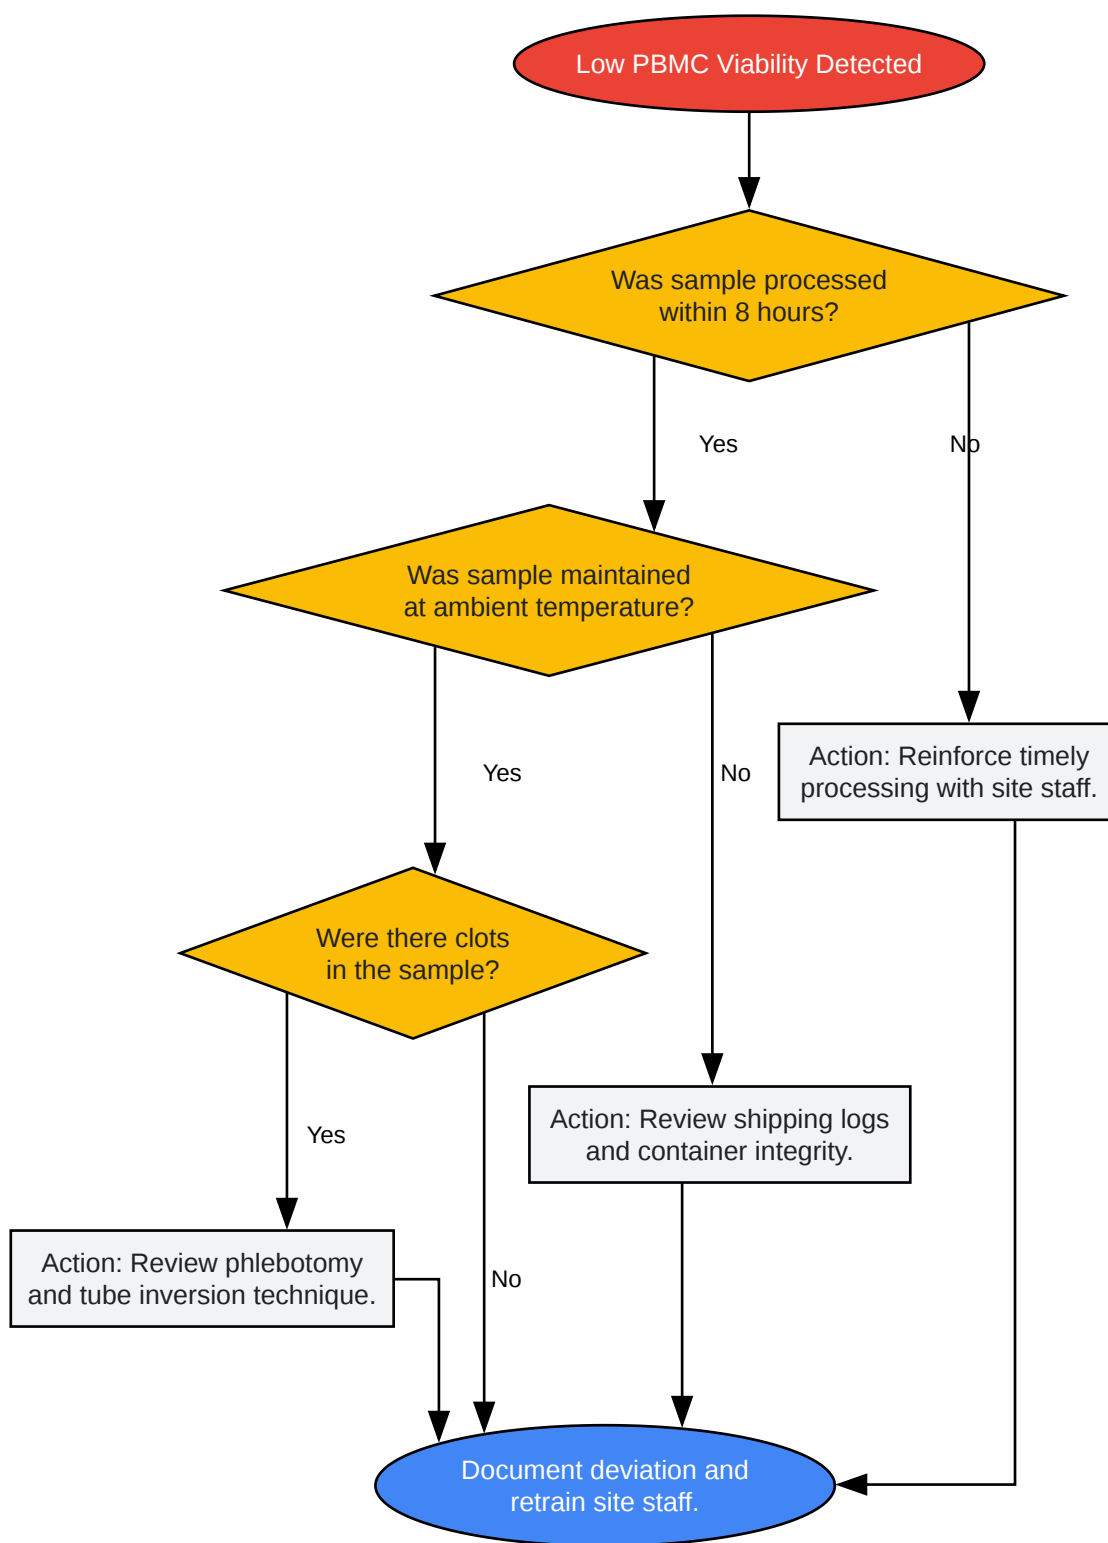 Low PBMC Viability Detected
Was sample processed
within 8 hours?
Yes
No
Was sample maintained
at ambient temperature?
Yes
No
Action: Reinforce timely
processing with site staff.
Were there clots
in the sample?
Yes
No
Action: Review shipping logs
and container integrity.
Action: Review phlebotomy
and tube inversion technique.
Document deviation and
retrain site staff.